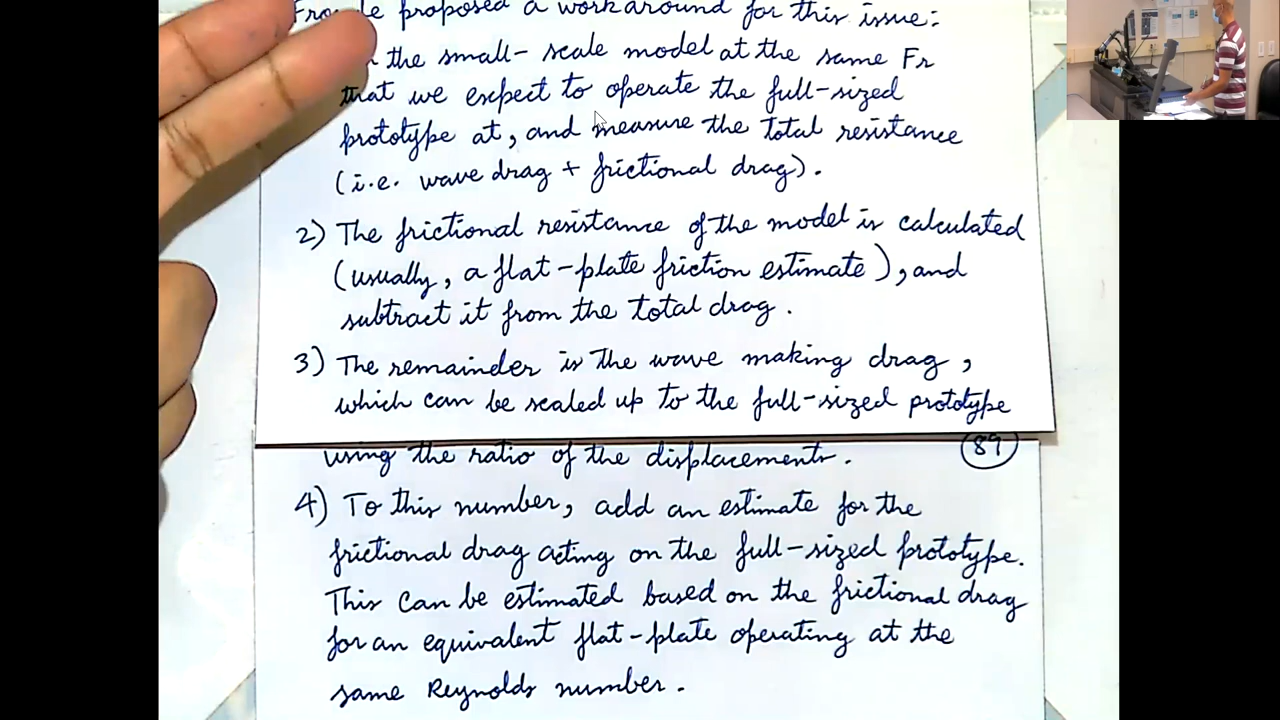 proposed a workaround for this issue:
the small-scale model at the same Fr
that we expect to operate the full-sized
prototype at, and measure the total resistance
(i.e. wave drag + frictional drag).
2) The frictional resistance of the model is calculated
(usually, a flat-plate friction estimate), and
subtract it from the total drag.
3) The remainder is the wave making drag,
which can be scaled up to the full-sized prototype
89
using the ratio of the displacements.
4) To this number, add an estimate for the
frictional drag acting on the full-sized prototype.
This can be estimated based on the frictional drag
for an equivalent flat-plate operating at the
same Reynolds number.